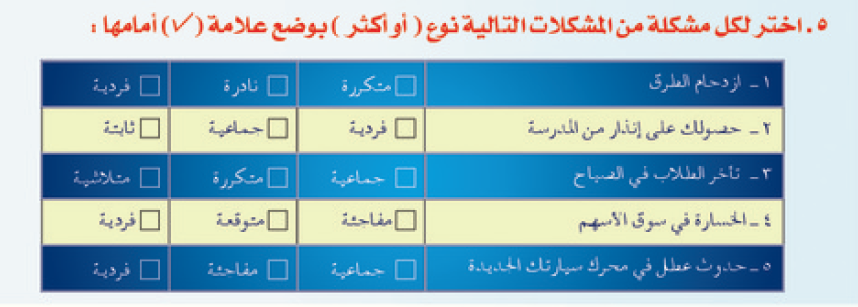 ٥. اختر لكل مشكلة من المشكلات التالية نوع ( أو أكثر ) بوضع علامة (✓) أمامها :
١ - ازدحام الطرق □ متكررة □ نادرة □ فردية
٢ - حصولك على إنذار من المدرسة □ فردية □ جماعية □ ثابتة
٣ - تأخر الطلاب في الصباح □ جماعية □ متكررة □ متلاشية
٤ - الخسارة في سوق الاسهم □ مفاجئة □ متوقعة □ فردية
٥ - حدوث عطل في محرك سيارتك الجديدة □ جماعية □ مفاجئة □ فردية